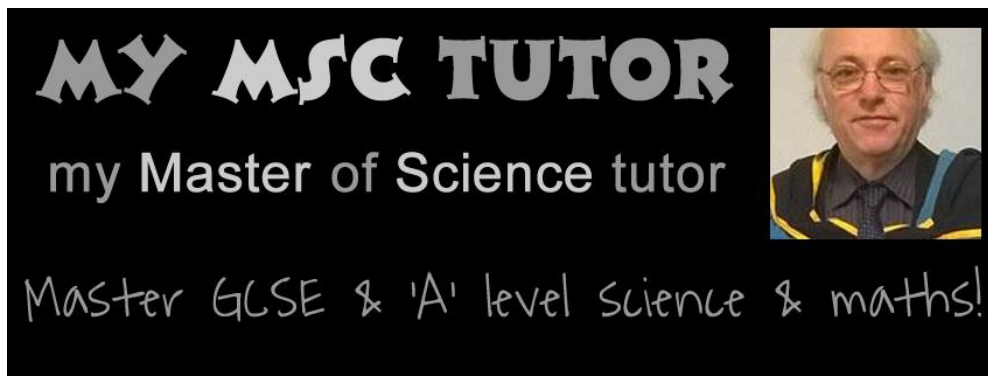 MY MSC TUTOR
my Master of Science tutor
Master GCSE & 'A' level science & maths!